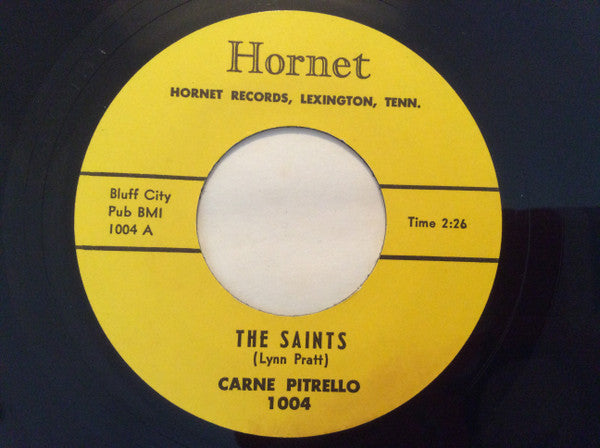 Hornet
HORNET RECORDS, LEXINGTON, TENN.
Bluff City
Pub BMI
1004 A
Time 2:26
THE SAINTS
(Lynn Pratt)
CARNE PITRELLO
1004